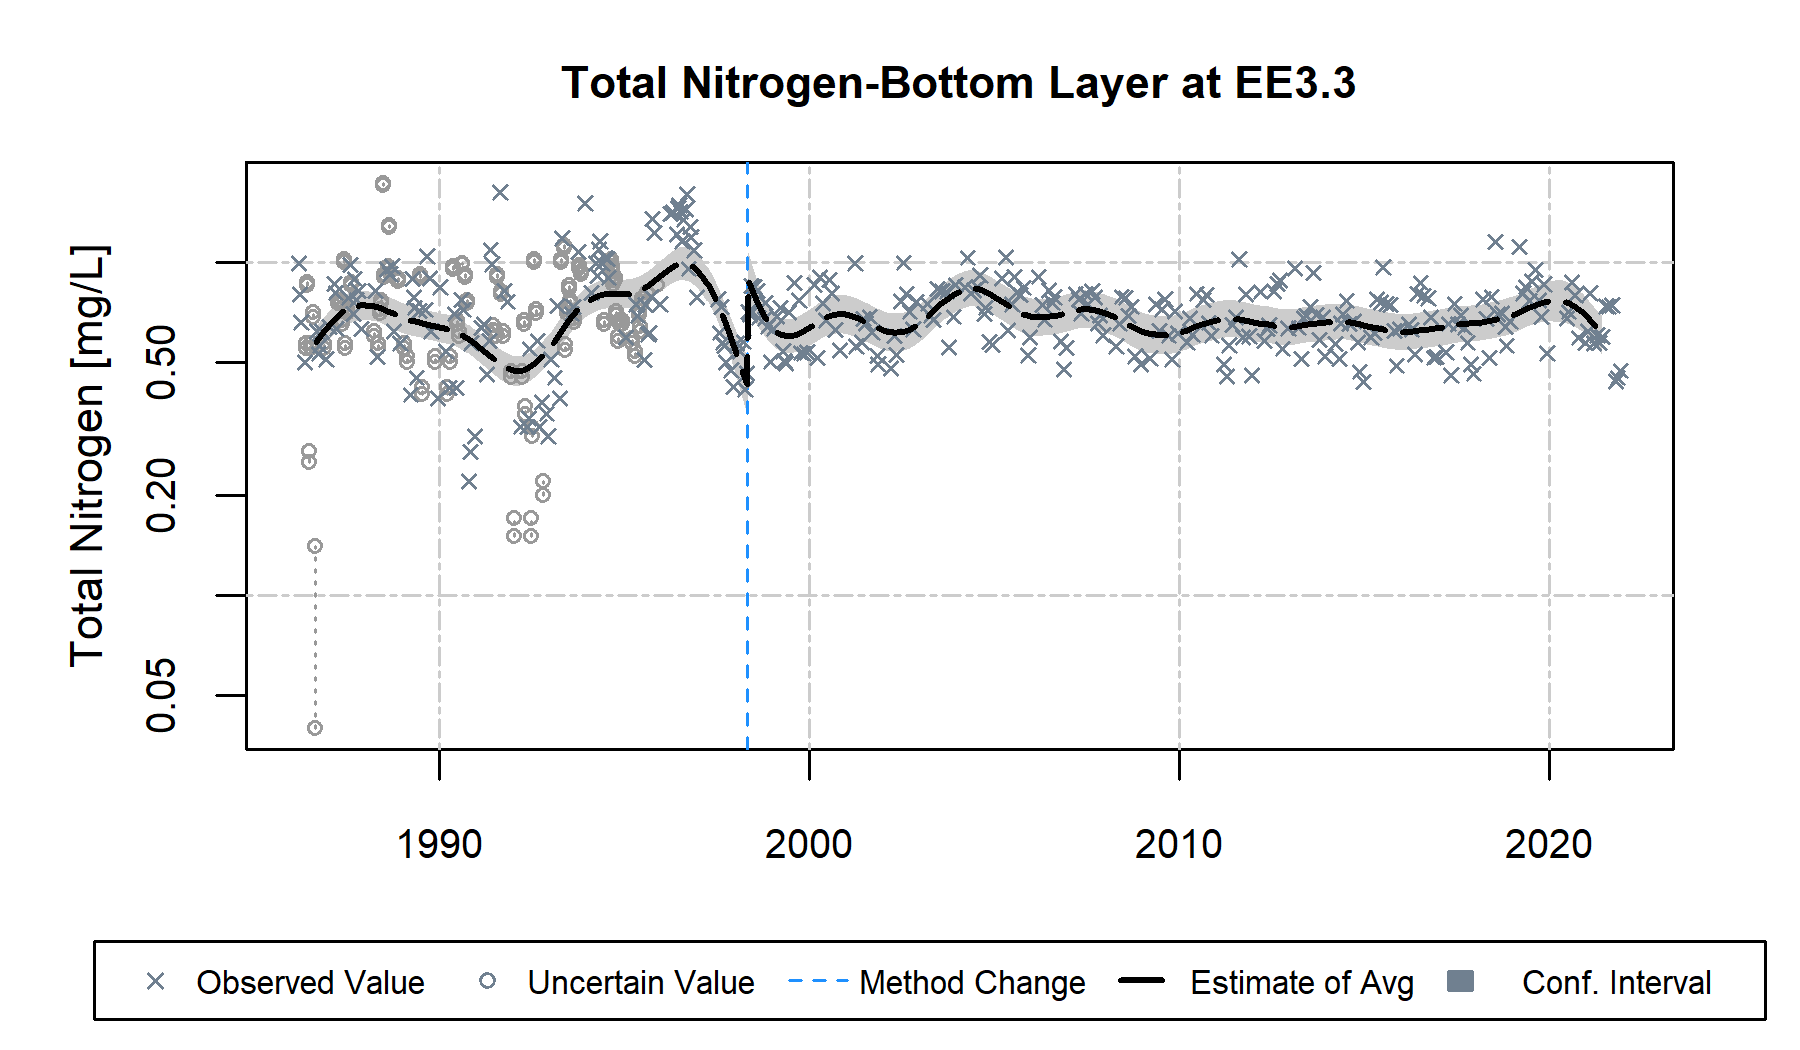 Total Nitrogen-Bottom Layer at EE3.3
Total Nitrogen [mg/L]
0.50
0.20
0.05
1990 2000 2010 2020
Observed Value Uncertain Value Method Change Estimate of Avg Conf. Interval